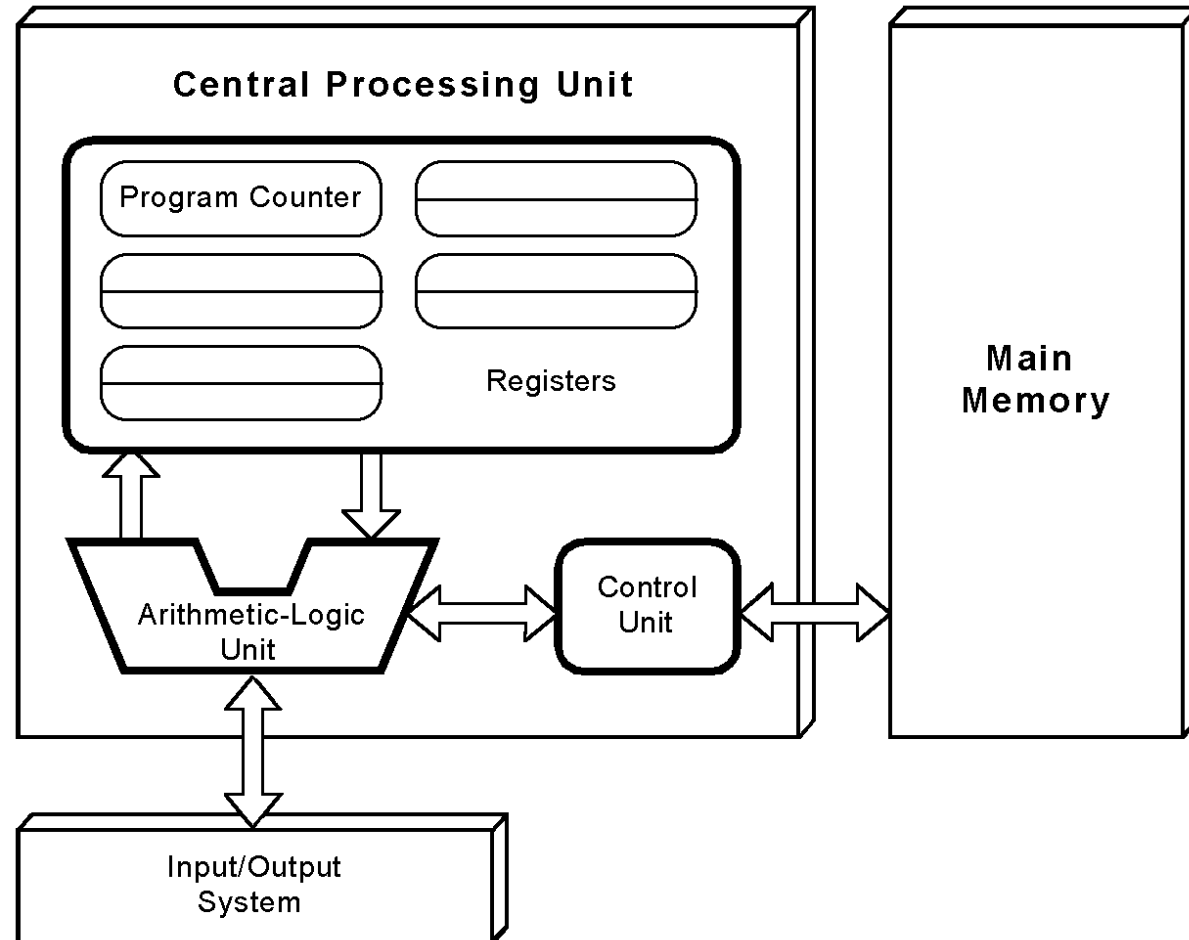 Central Processing Unit
Program Counter
Registers
Main
Memory
Arithmetic-Logic
Unit
Control
Unit
Input/Output
System